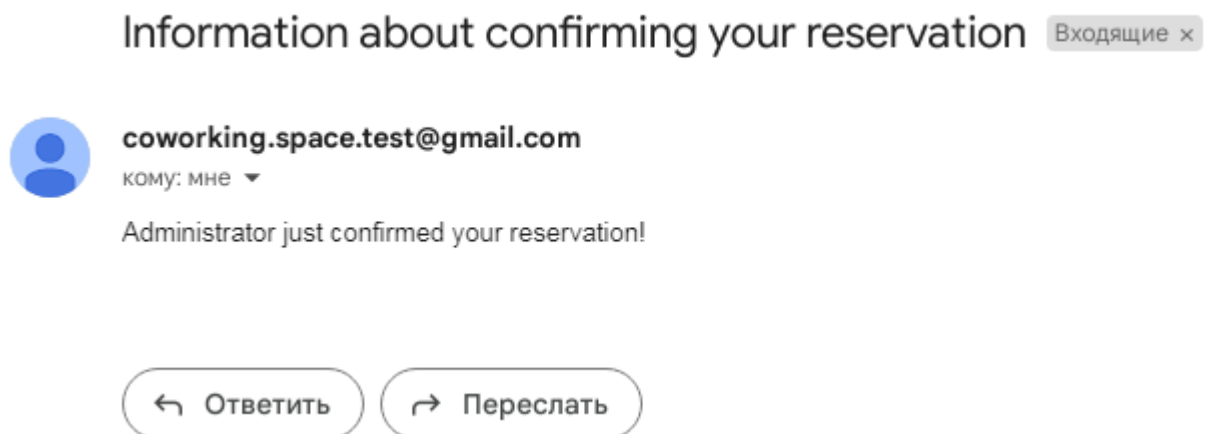 Information about confirming your reservation Входящие ×
coworking.space.test@gmail.com
кому: мне
Administrator just confirmed your reservation!
Ответить Переслать